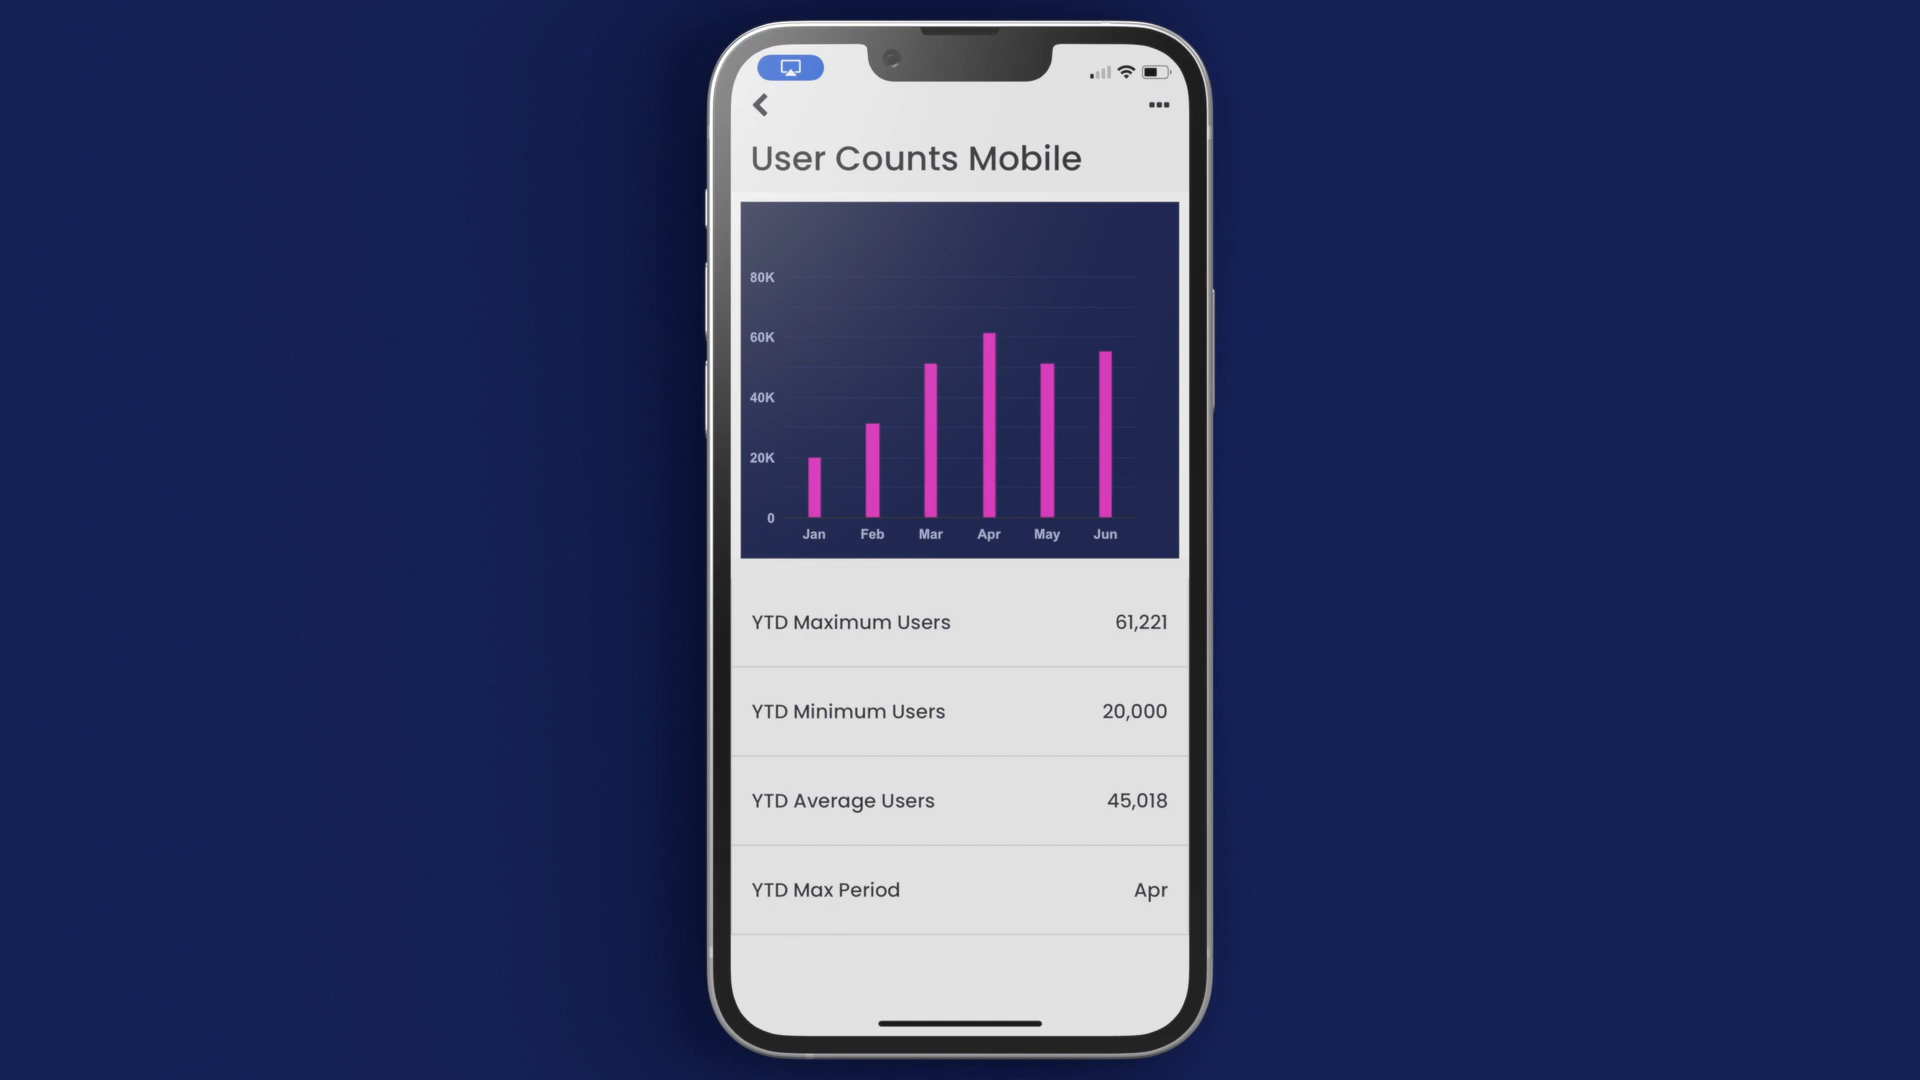 User Counts Mobile
80K
60K
40K
20K
0
Jan Feb Mar Apr May Jun
YTD Maximum Users 61,221
YTD Minimum Users 20,000
YTD Average Users 45,018
YTD Max Period Apr